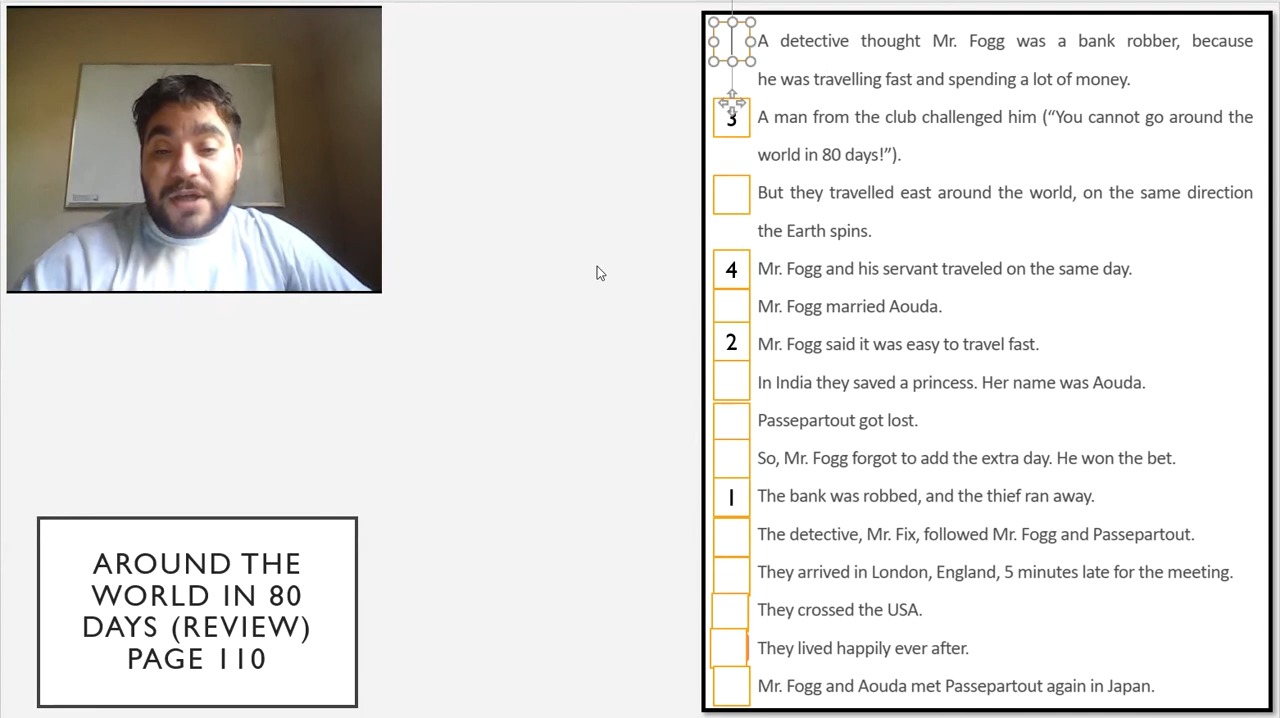 A detective thought Mr. Fogg was a bank robber, because
he was travelling fast and spending a lot of money.
3 A man from the club challenged him (“You cannot go around the
world in 80 days!”).
But they travelled east around the world, on the same direction
the Earth spins.
4 Mr. Fogg and his servant traveled on the same day.
Mr. Fogg married Aouda.
2 Mr. Fogg said it was easy to travel fast.
In India they saved a princess. Her name was Aouda.
Passepartout got lost.
So, Mr. Fogg forgot to add the extra day. He won the bet.
1 The bank was robbed, and the thief ran away.
The detective, Mr. Fix, followed Mr. Fogg and Passepartout.
They arrived in London, England, 5 minutes late for the meeting.
They crossed the USA.
They lived happily ever after.
Mr. Fogg and Aouda met Passepartout again in Japan.
AROUND THE
WORLD IN 80
DAYS (REVIEW)
PAGE 110